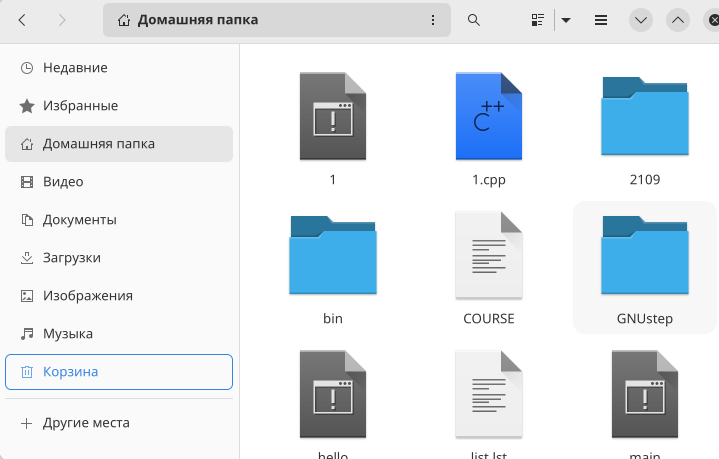 Домашняя папка
Недавние
Избранные
Домашняя папка
Видео
Документы
Загрузки
Изображения
Музыка
Корзина
Другие места
1
1.cpp
2109
bin
COURSE
GNUstep
hello
list.lst
main